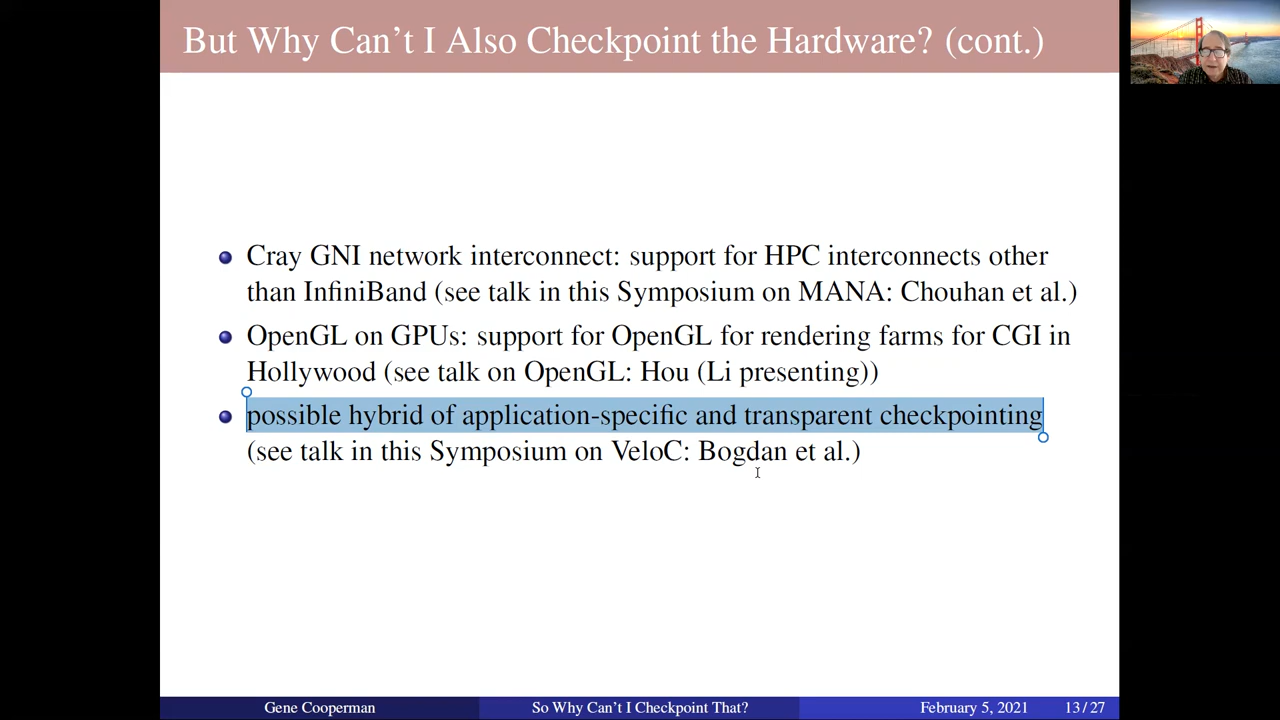 But Why Can't I Also Checkpoint the Hardware? (cont.)
Cray GNI network interconnect: support for HPC interconnects other
than InfiniBand (see talk in this Symposium on MANA: Chouhan et al.)
OpenGL on GPUs: support for OpenGL for rendering farms for CGI in
Hollywood (see talk on OpenGL: Hou (Li presenting))
possible hybrid of application-specific and transparent checkpointing
(see talk in this Symposium on VeloC: Bogdan et al.)
Gene Cooperman So Why Can't I Checkpoint That? February 5, 2021 13 / 27